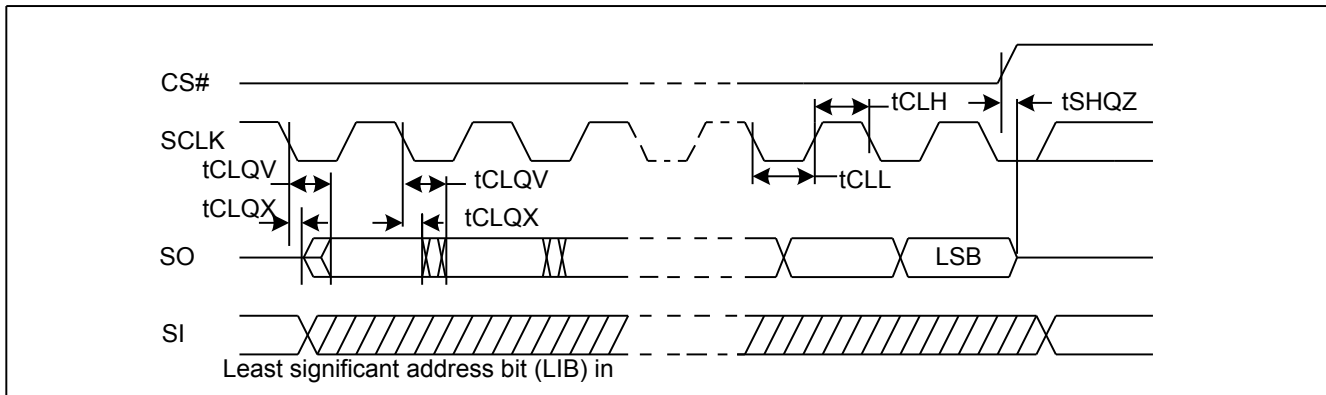 CS#
tCLH
tSHQZ
SCLK
tCLQV
tCLQV
tCLL
tCLQX
tCLQX
SO
LSB
SI
Least significant address bit (LIB) in